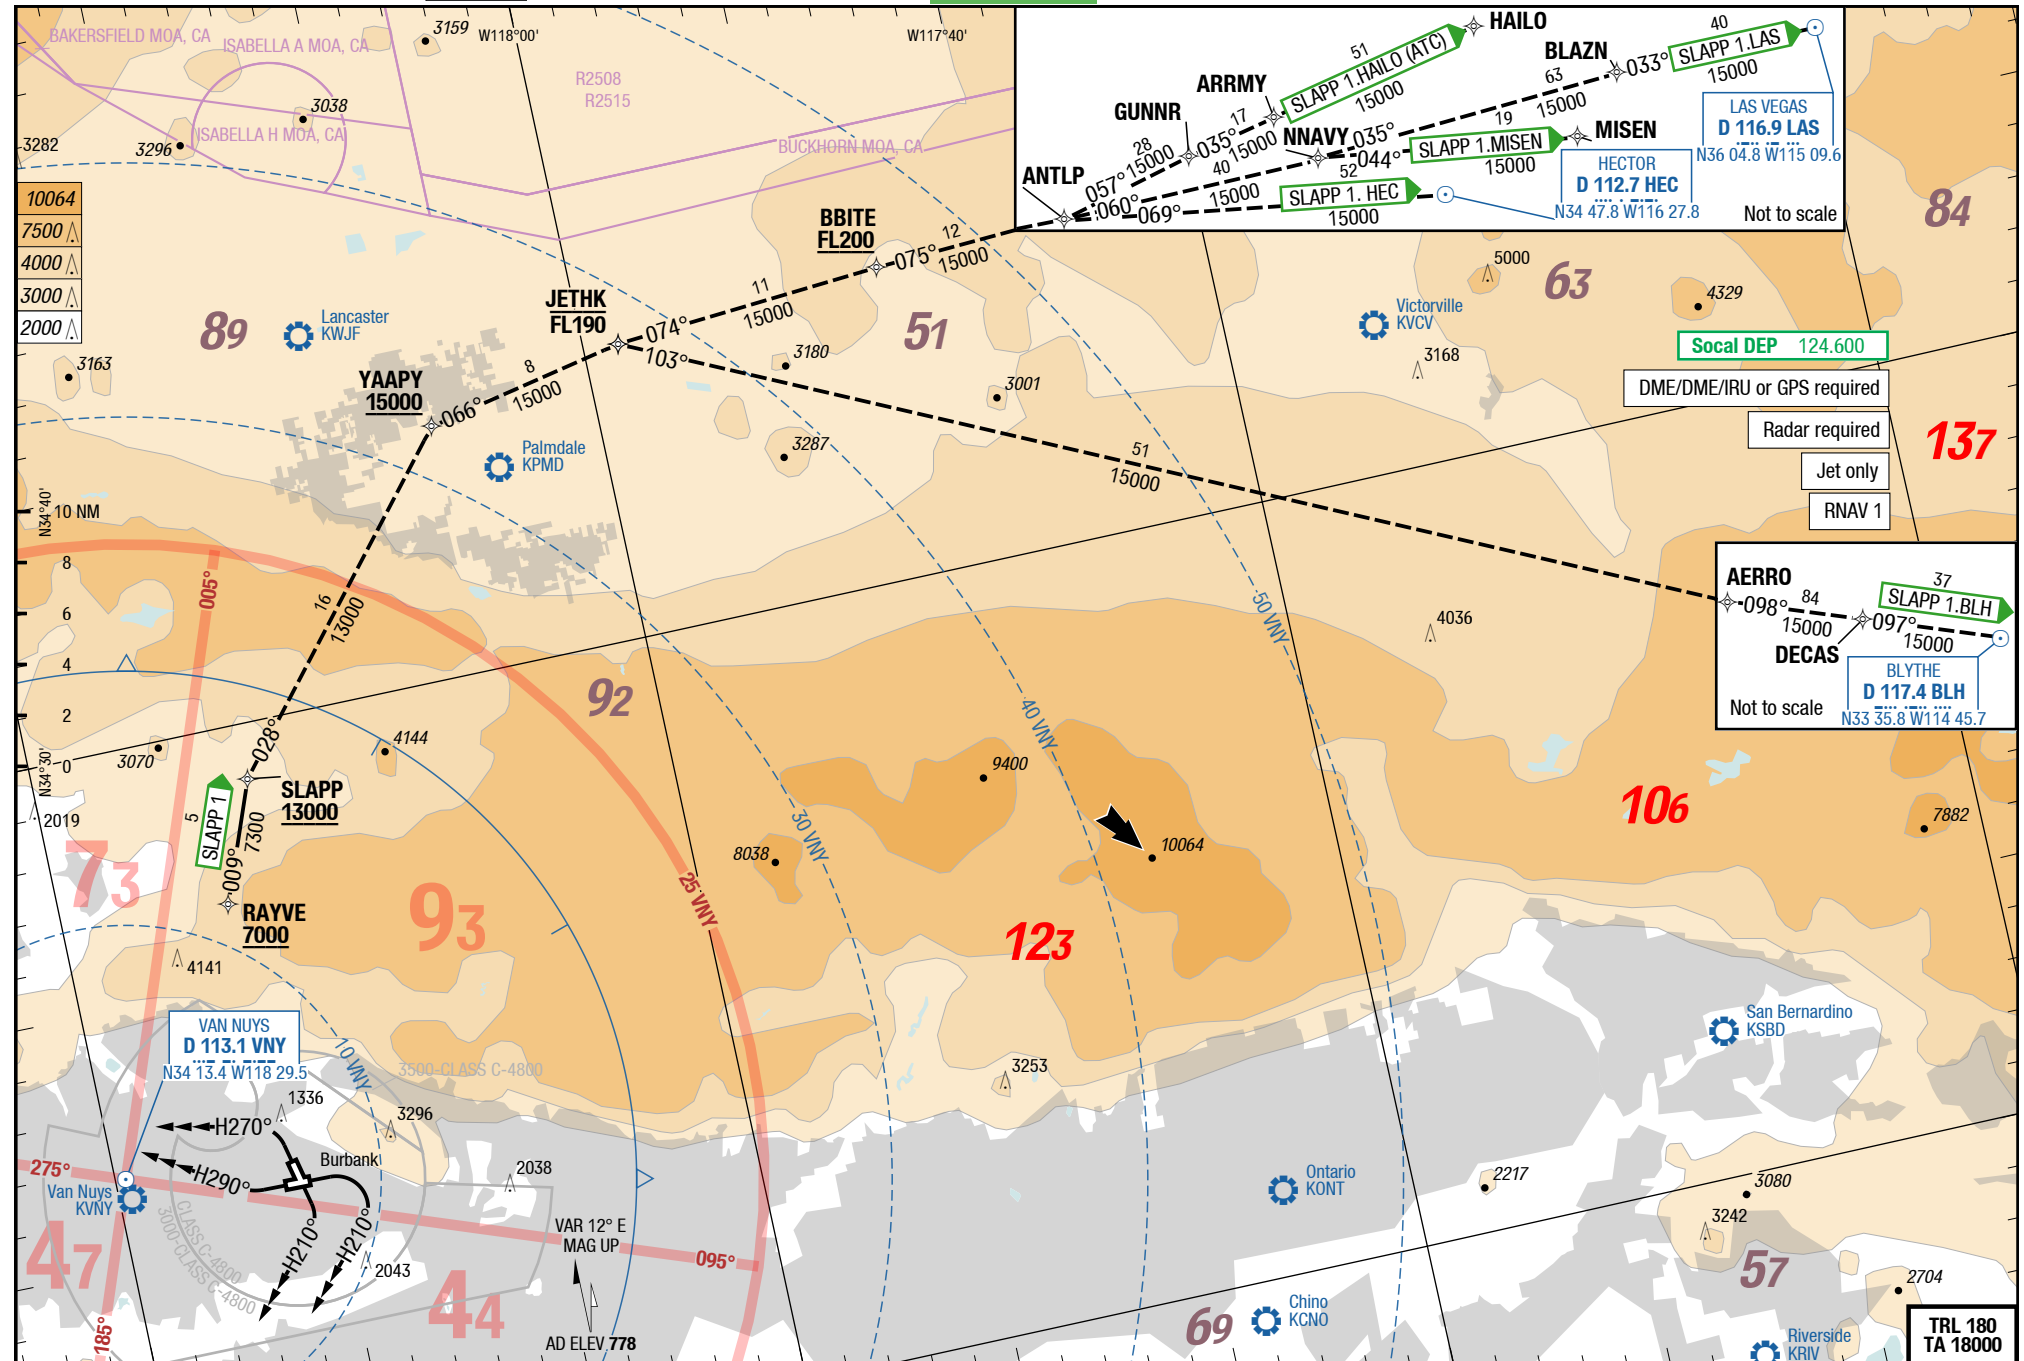 BAKERSFIELD MOA, CA
ISABELLA A MOA, CA
3159
W118°00'
W117°40'
R2508
R2515
3038
ISABELLA H MOA, CA
3296
3282
BUCKHORN MOA, CA
10064
7500
4000
3000
2000
HAILO
51
SLAPP 1.HAILO (ATC)
15000
40
BLAZN
033°
SLAPP 1.LAS
15000
63
15000
ARRMY
GUNNR
17
035°
15000
NNAVY
035°
19
MISEN
044°
SLAPP 1.MISEN
15000
LAS VEGAS
D 116.9 LAS
N36 04.8 W115 09.6
28
15000
057°
40
060°
15000
ANTLP
52
069°
SLAPP 1. HEC
15000
HECTOR
D 112.7 HEC
N34 47.8 W116 27.8
Not to scale
84
BBITE
FL200
12
075°
15000
JETHK
FL190
11
074°
15000
103°
89
Lancaster
KWJF
51
5000
63
Victorville
KVCV
4329
Socal DEP 124.600
3163
YAAPY
15000
8
066°
15000
3180
3001
3168
DME/DME/IRU or GPS required
Radar required
137
Palmdale
KPMD
3287
51
15000
Jet only
RNAV 1
N34°40'
10 NM
8
6
4
2
0
N34°30'
005°
16
13000
50 VNY
4036
AERRO
098°
84
15000
37
SLAPP 1.BLH
097°
15000
DECAS
BLYTHE
D 117.4 BLH
N33 35.8 W114 45.7
Not to scale
92
40 VNY
028°
3070
4144
SLAPP
13000
5
SLAPP 1
7300
009°
2019
73
9400
30 VNY
8038
10064
106
7882
RAYVE
7000
93
25 VNY
123
4141
VAN NUYS
D 113.1 VNY
N34 13.4 W118 29.5
10 VNY
3500-CLASS C-4800
3253
San Bernardino
KSBD
1336
3296
H270°
H290°
Burbank
2038
275°
Van Nuys
KVNY
H210°
H210°
CLASS C-4800
3000-CLASS C-4800
2043
47
185°
44
VAR 12° E
MAG UP
095°
AD ELEV 778
Ontario
KONT
2217
3080
3242
57
2704
69
Chino
KCNO
Riverside
KRIV
TRL 180
TA 18000